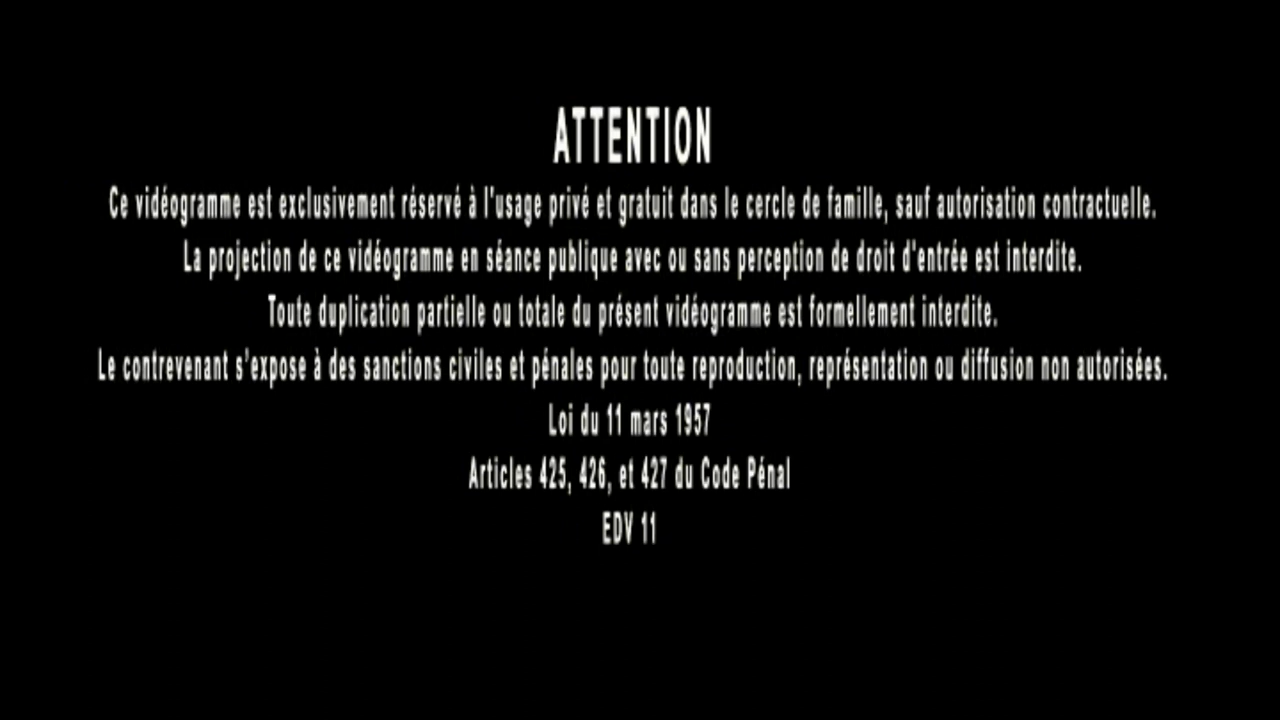 ATTENTION
Ce vidéogramme est exclusivement réservé à l'usage privé et gratuit dans le cercle de famille, sauf autorisation contractuelle.
La projection de ce vidéogramme en séance publique avec ou sans perception de droit d'entrée est interdite.
Toute duplication partielle ou totale du présent vidéogramme est formellement interdite.
Le contrevenant s'expose à des sanctions civiles et pénales pour toute reproduction, représentation ou diffusion non autorisées.
Loi du 11 mars 1957
Articles 425, 426, et 427 du Code Pénal
EDV 11